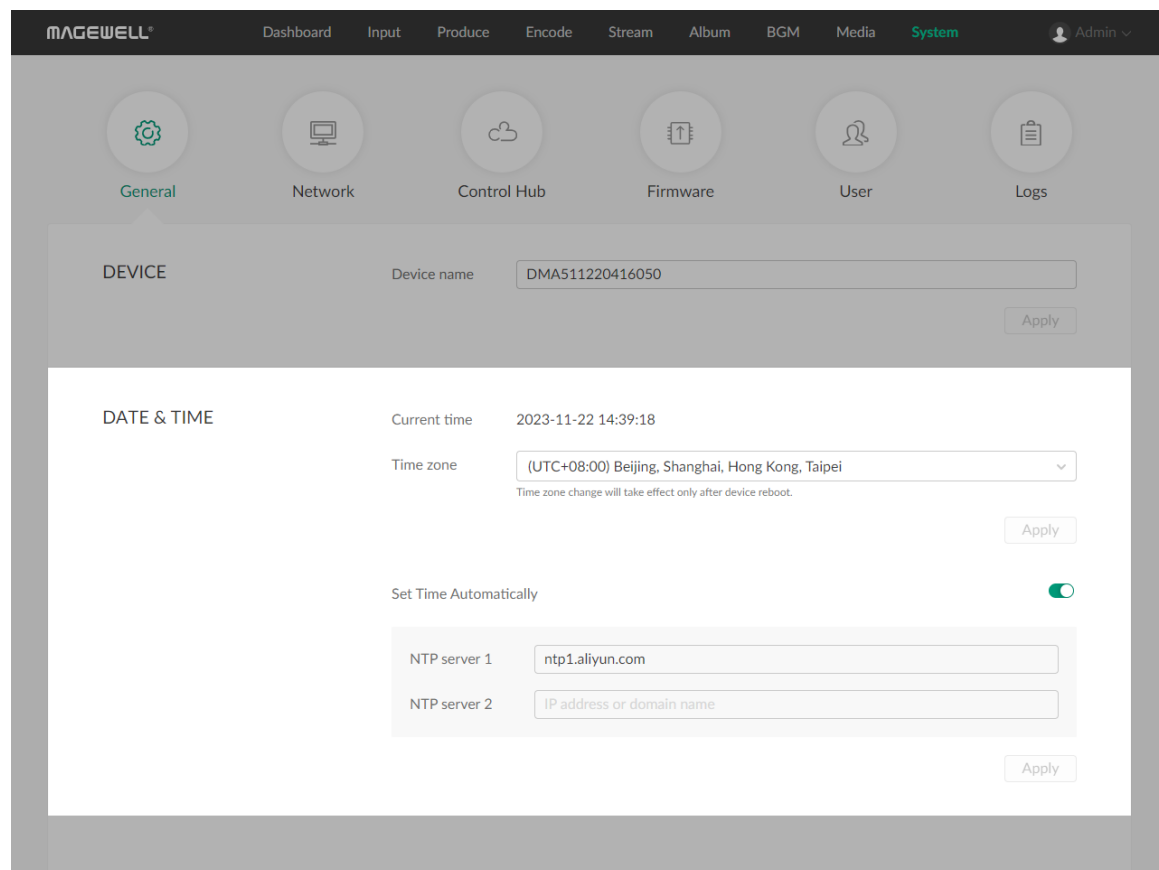 MAGEWELL® Dashboard Input Produce Encode Stream Album BGM Media System Admin
General Network Control Hub Firmware User Logs
DEVICE Device name DMA511220416050
Apply
DATE & TIME Current time 2023-11-22 14:39:18
Time zone (UTC+08:00) Beijing, Shanghai, Hong Kong, Taipei
Time zone change will take effect only after device reboot.
Apply
Set Time Automatically
NTP server 1 ntp1.aliyun.com
NTP server 2 IP address or domain name
Apply